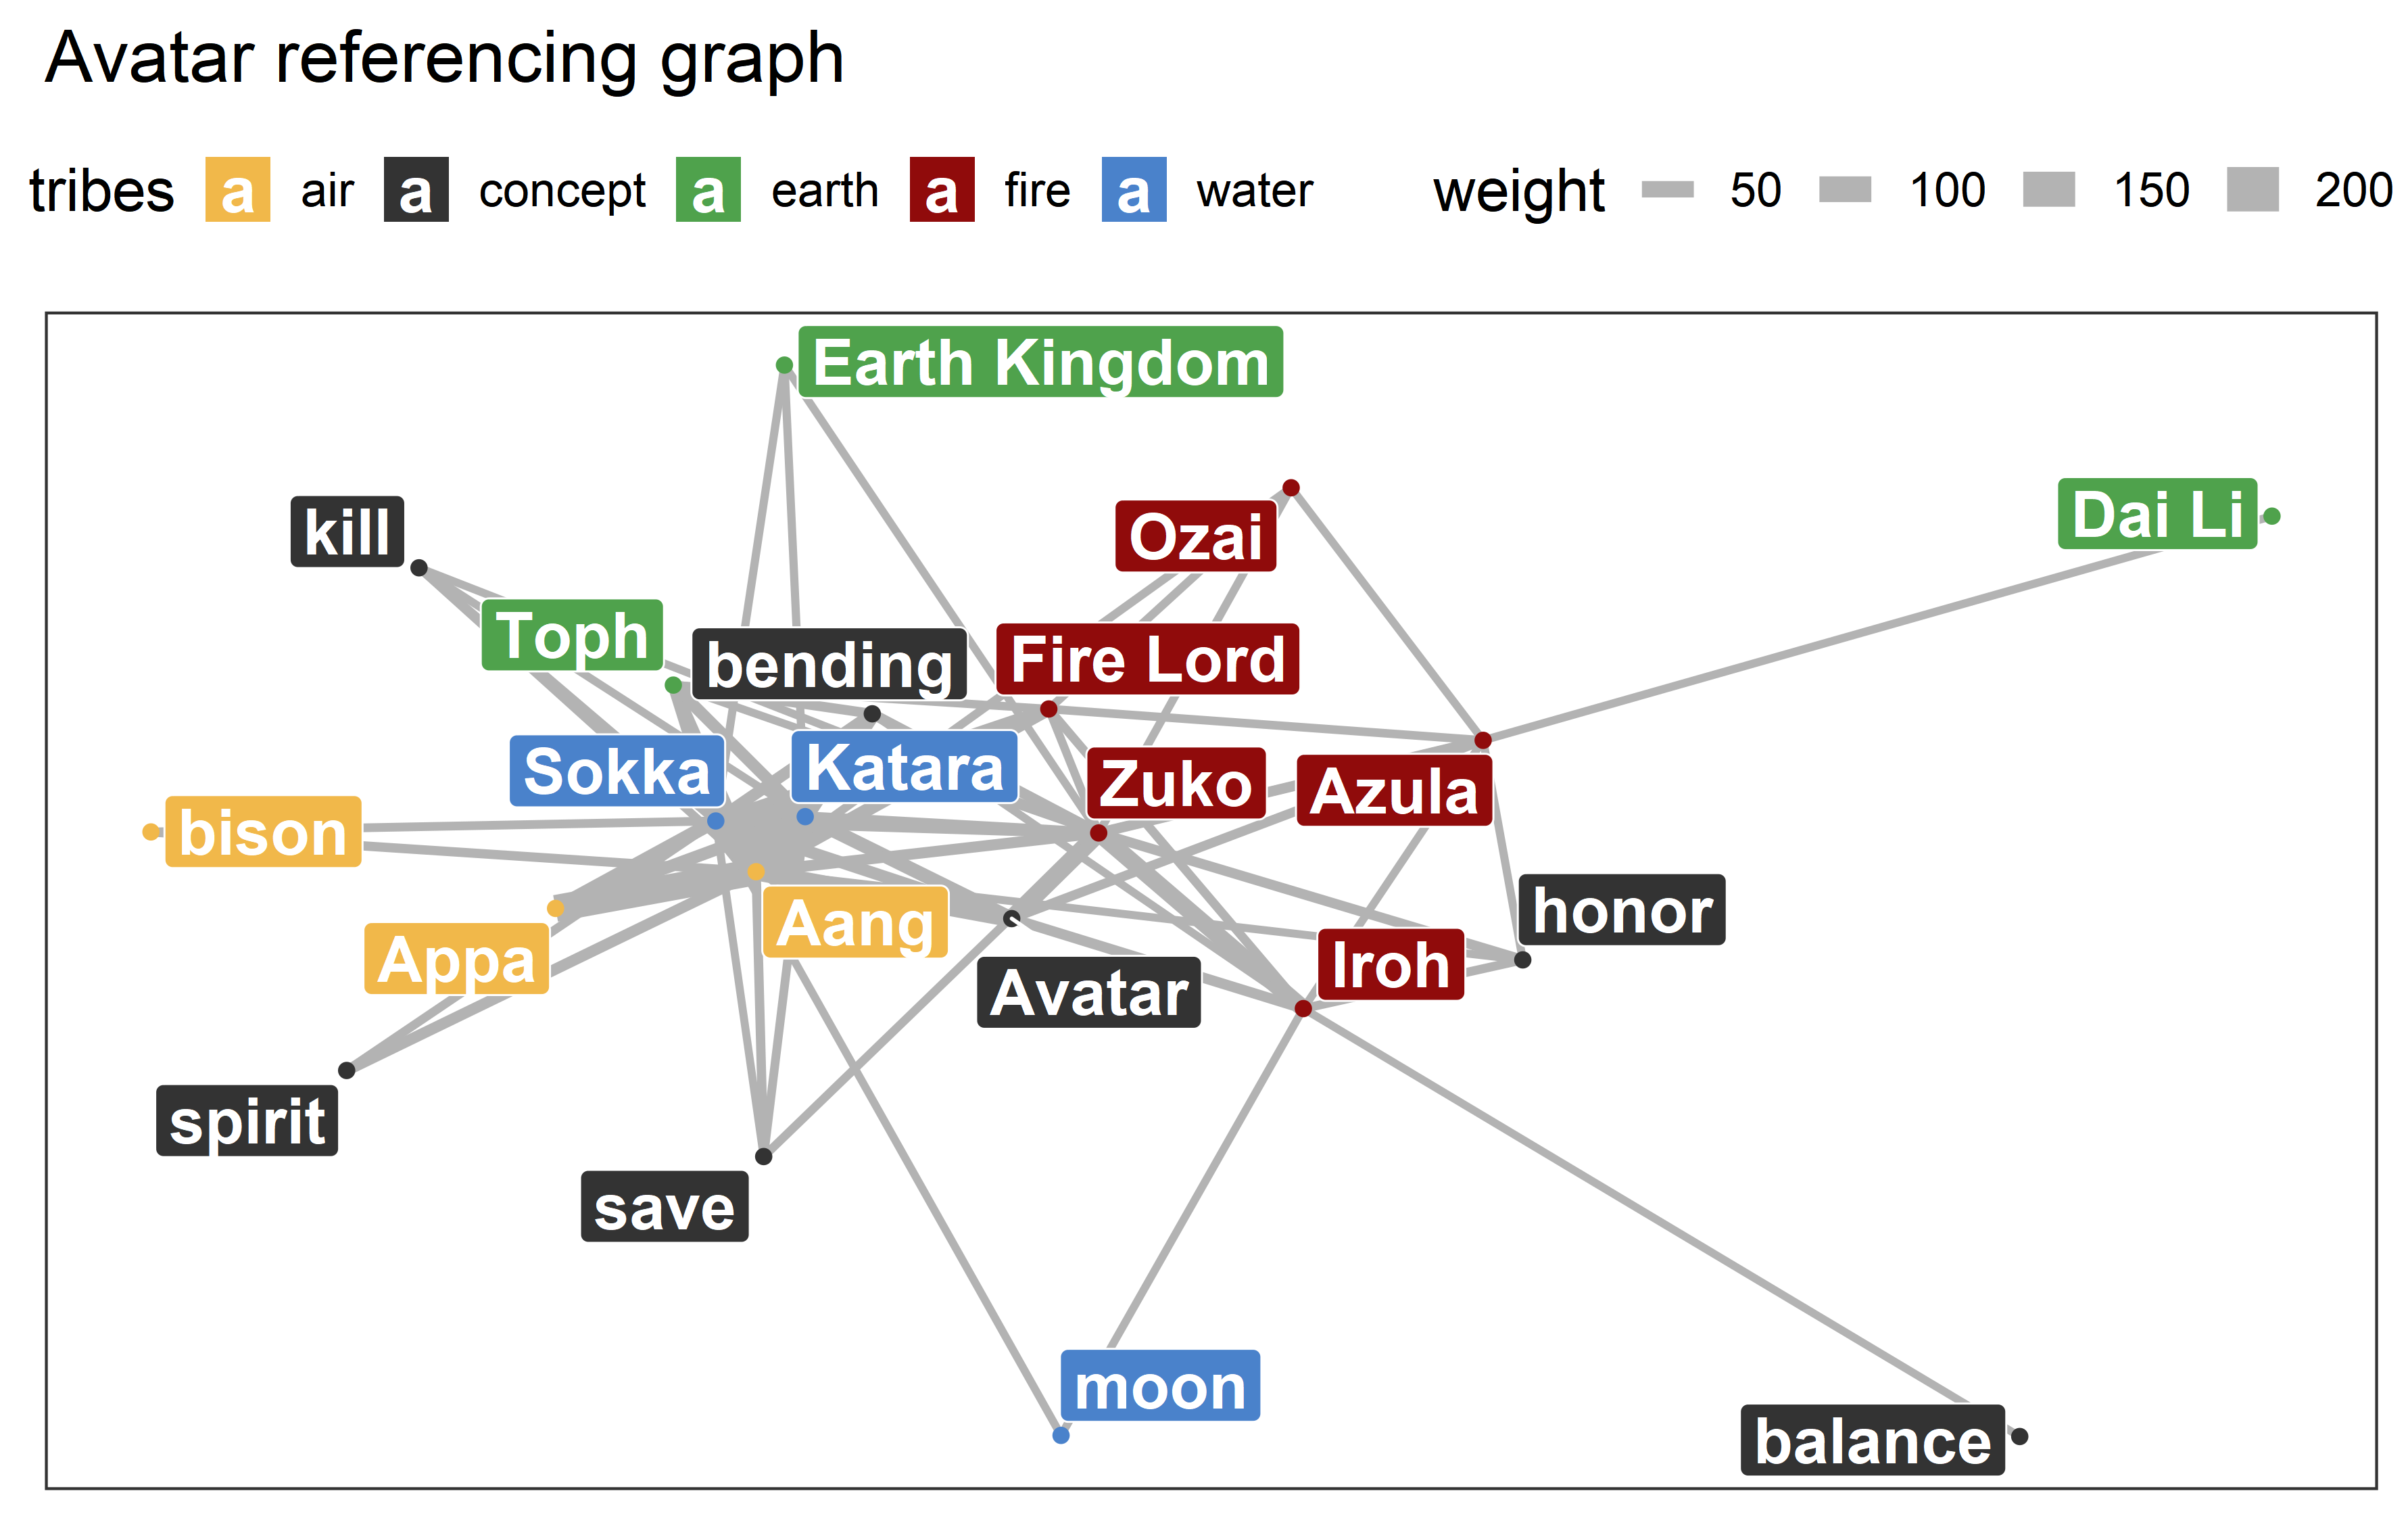 Avatar referencing graph
tribes a air a concept a earth a fire a water weight 50 100 150 200
Earth Kingdom
Ozai
Dai Li
kill
Toph
bending
Fire Lord
Sokka
Katara
Zuko
Azula
bison
Aang
honor
Appa
Iroh
Avatar
spirit
save
moon
balance